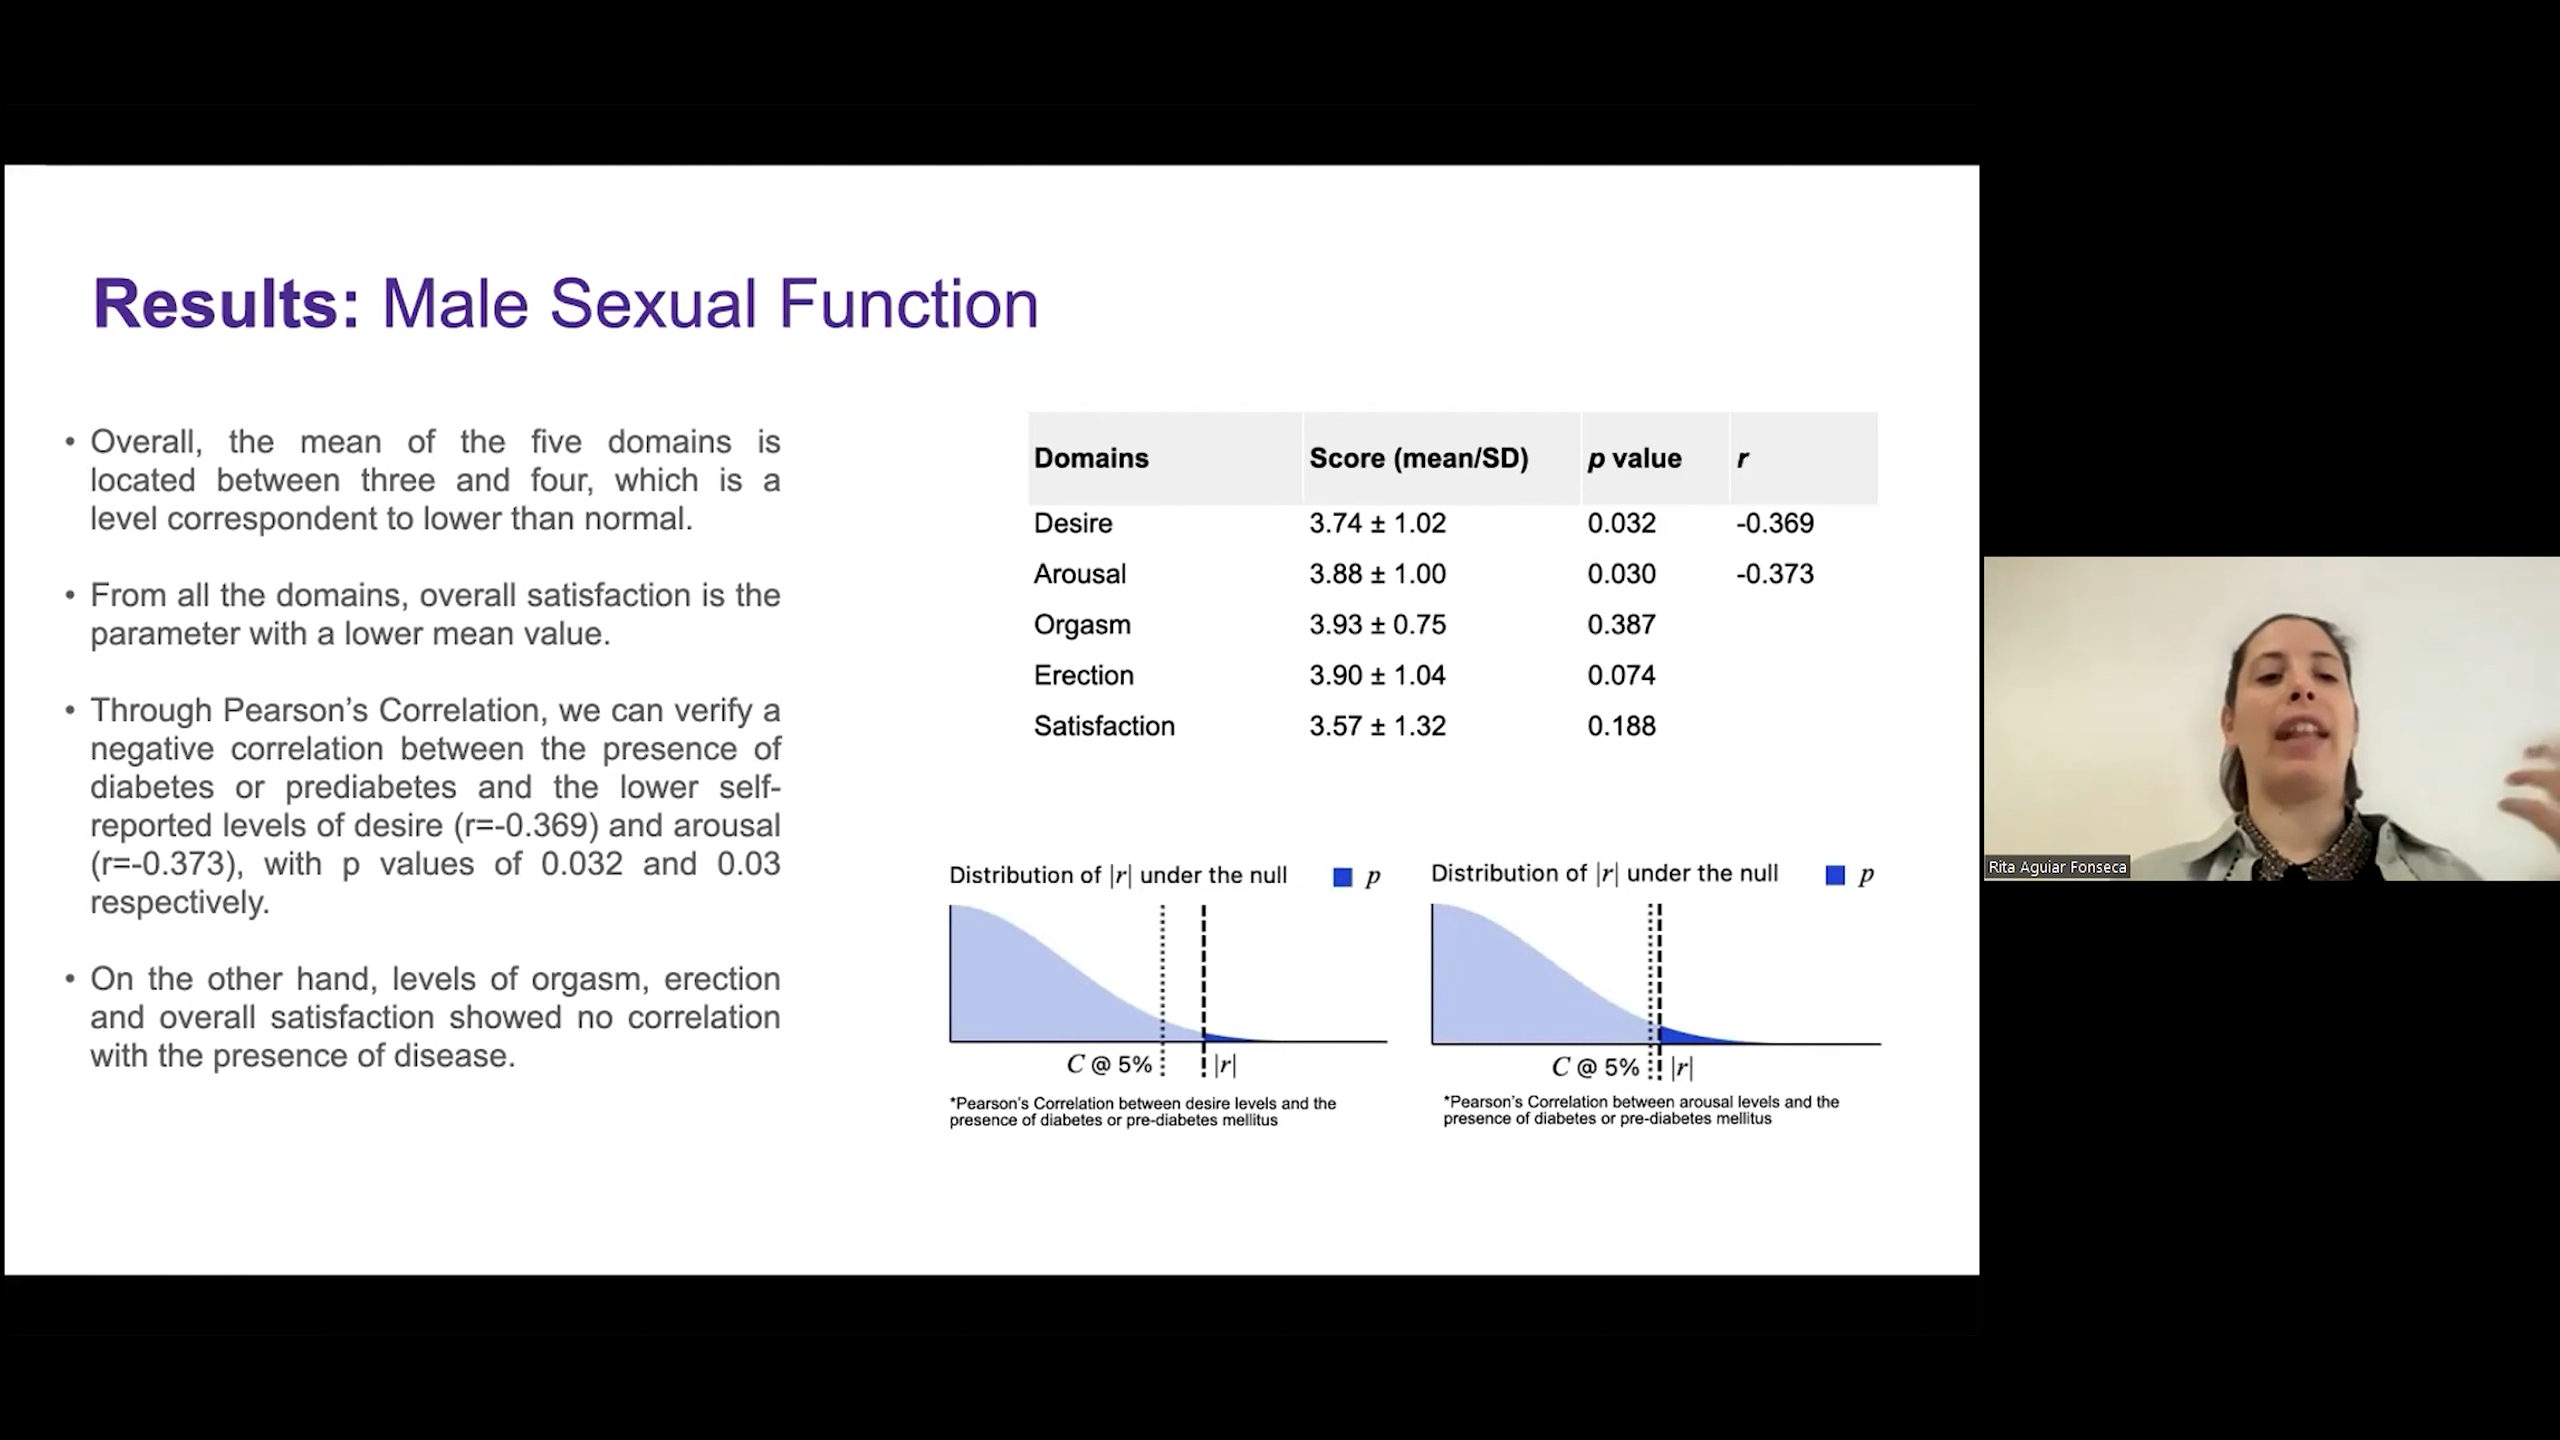 Results: Male Sexual Function
• Overall, the mean of the five domains is
located between three and four, which is a
level correspondent to lower than normal.
• From all the domains, overall satisfaction is the
parameter with a lower mean value.
• Through Pearson’s Correlation, we can verify a
negative correlation between the presence of
diabetes or prediabetes and the lower self-
reported levels of desire (r=-0.369) and arousal
(r=-0.373), with p values of 0.032 and 0.03
respectively.
• On the other hand, levels of orgasm, erection
and overall satisfaction showed no correlation
with the presence of disease.
Domains Score (mean/SD) p value r
Desire 3.74 ± 1.02 0.032 -0.369
Arousal 3.88 ± 1.00 0.030 -0.373
Orgasm 3.93 ± 0.75 0.387
Erection 3.90 ± 1.04 0.074
Satisfaction 3.57 ± 1.32 0.188
Distribution of |r| under the null p
C @ 5% |r|
*Pearson’s Correlation between desire levels and the
presence of diabetes or pre-diabetes mellitus
Distribution of |r| under the null p
C @ 5% |r|
*Pearson’s Correlation between arousal levels and the
presence of diabetes or pre-diabetes mellitus
Rita Aguiar Fonseca